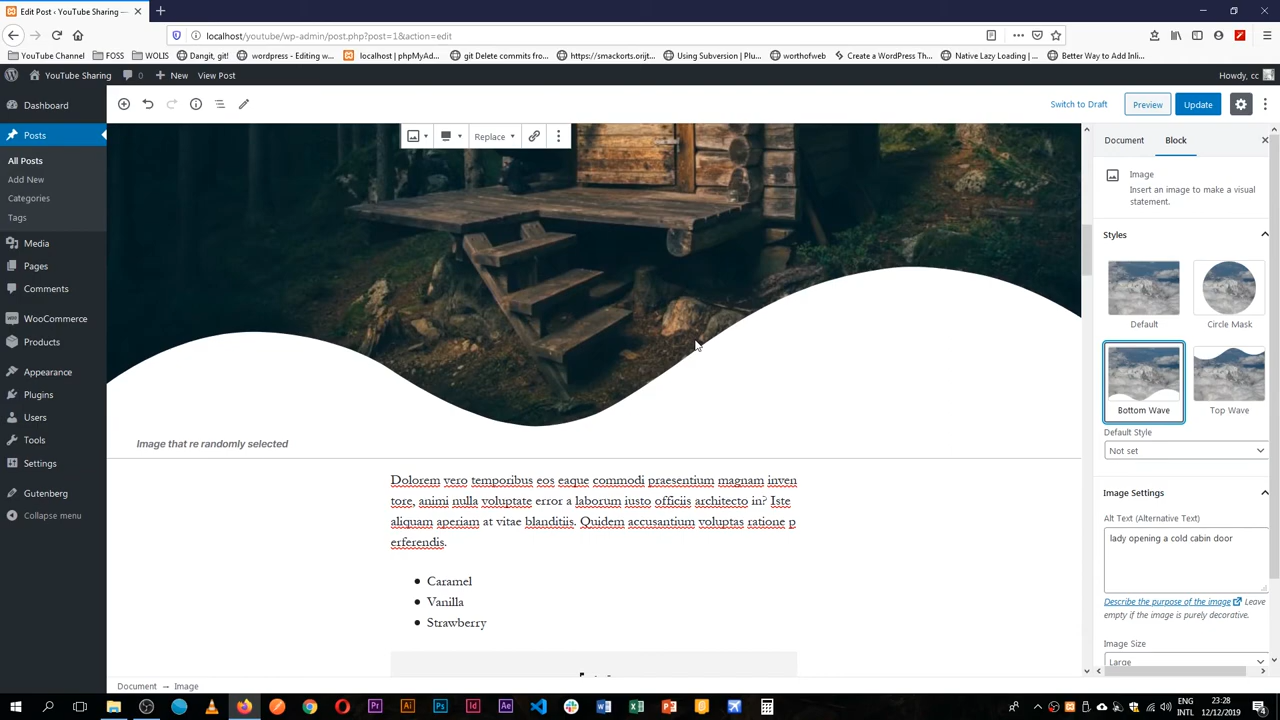 Edit Post ‹ YouTube Sharing —
localhost/youtube/wp-admin/post.php?post=1&action=edit
YouTube Channel
FOSS
WOLIS
Dangit, git!
wordpress - Editing w...
localhost | phpMyAd...
git Delete commits fro...
https://smackorts.orijt...
Using Subversion | Plu...
worthofweb
Create a WordPress Th...
Native Lazy Loading | ...
Better Way to Add Inli...
YouTube Sharing
0
New
View Post
Howdy, cc
Dashboard
Posts
All Posts
Add New
Categories
Tags
Media
Pages
Comments
WooCommerce
Products
Appearance
Plugins
Users
Tools
Settings
Gutenberg
Collapse menu
Switch to Draft
Preview
Update
Replace
Image that re randomly selected
Dolorem vero temporibus eos eaque commodi praesentium magnam inven
tore, animi nulla voluptate error a laborum iusto officiis architecto in? Iste
aliquam aperiam at vitae blanditiis. Quidem accusantium voluptas ratione p
erferendis.
Caramel
Vanilla
Strawberry
Document → Image
Document
Block
Image
Insert an image to make a visual
statement.
Styles
Default
Circle Mask
Bottom Wave
Top Wave
Default Style
Not set
Image Settings
Alt Text (Alternative Text)
lady opening a cold cabin door
Describe the purpose of the image Leave
empty if the image is purely decorative.
Image Size
Large
ENG
INTL
23:28
12/12/2019